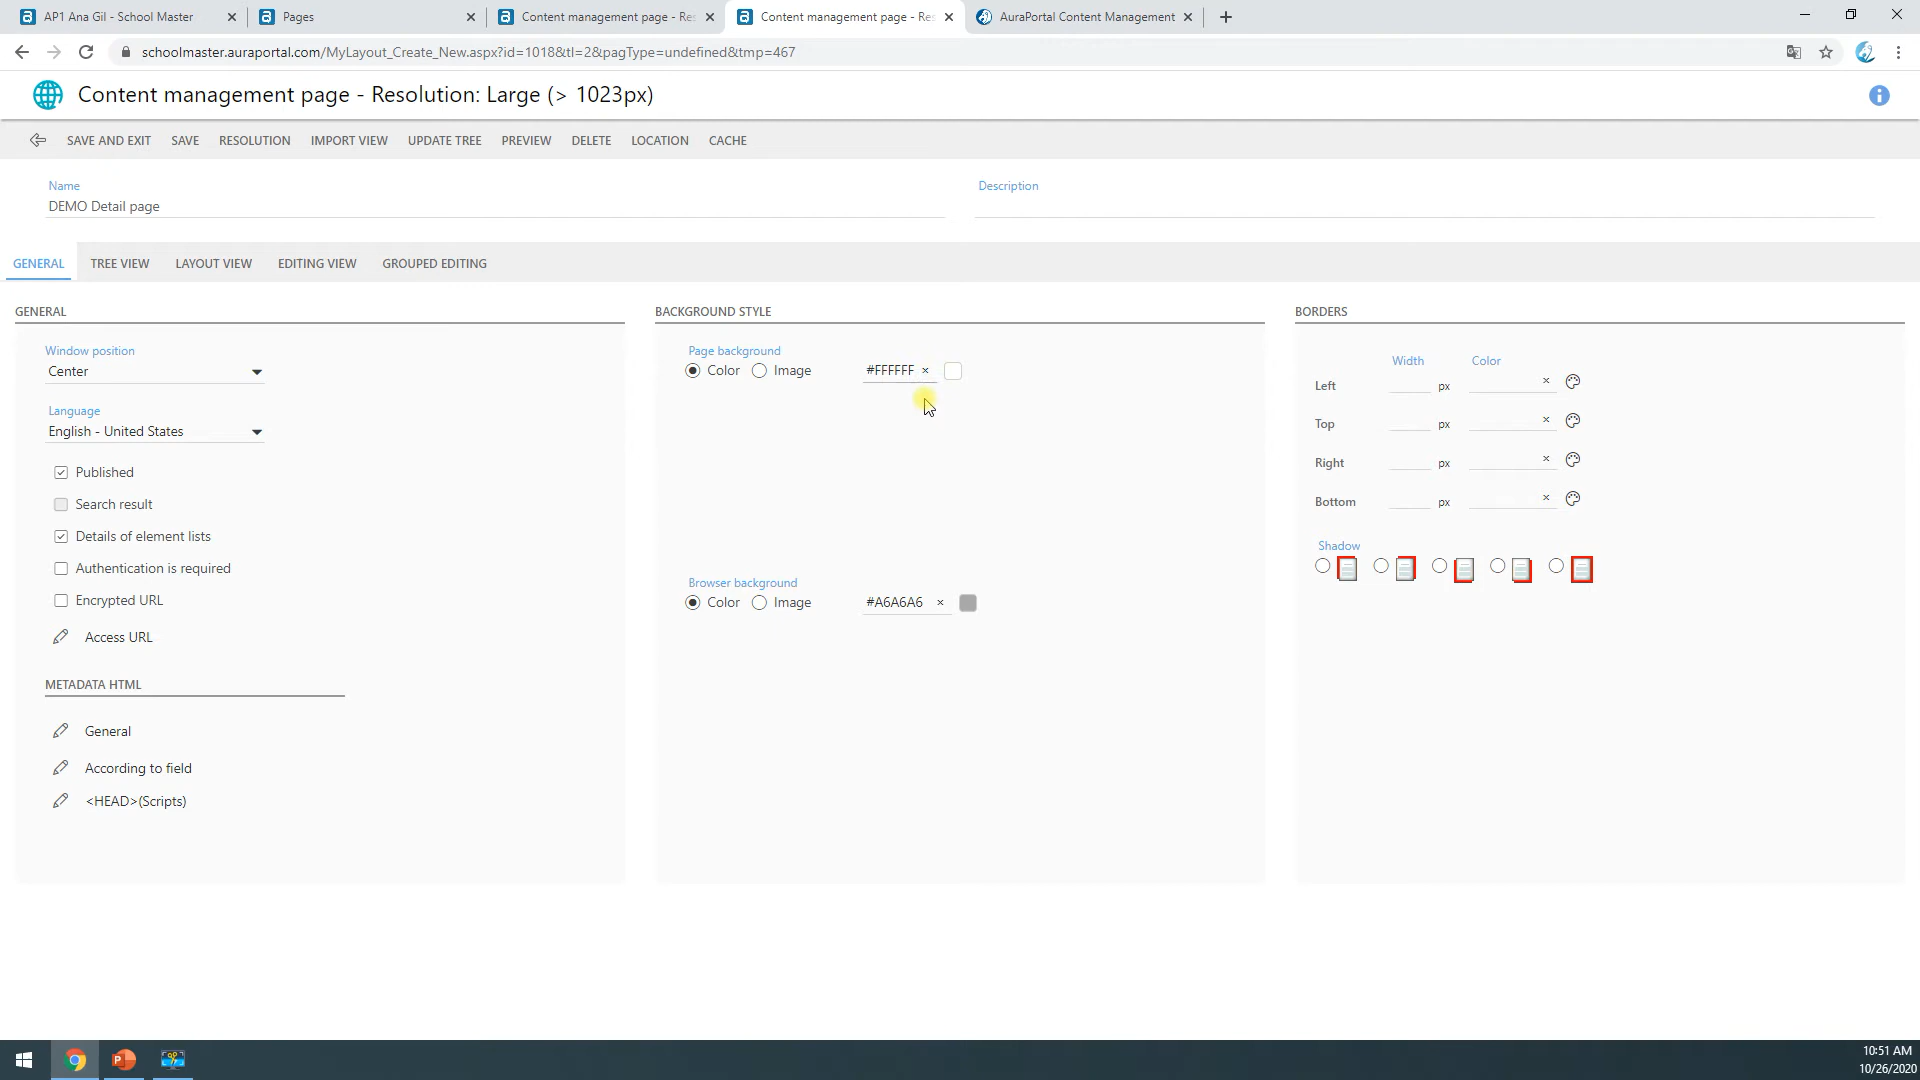 AP1 Ana Gil - School Master
Pages
Content management page - Res
Content management page - Res
AuraPortal Content Management
schoolmaster.auraportal.com/MyLayout_Create_New.aspx?id=1018&tl=2&pagType=undefined&tmp=467
Content management page - Resolution: Large (> 1023px)
SAVE AND EXIT SAVE RESOLUTION IMPORT VIEW UPDATE TREE PREVIEW DELETE LOCATION CACHE
Name
Description
DEMO Detail page
GENERAL TREE VIEW LAYOUT VIEW EDITING VIEW GROUPED EDITING
GENERAL
Window position
Center
Language
English - United States
Published
Search result
Details of element lists
Authentication is required
Encrypted URL
Access URL
METADATA HTML
General
According to field
<HEAD>(Scripts)
BACKGROUND STYLE
Page background
Color Image #FFFFFF ×
Browser background
Color Image #A6A6A6 ×
BORDERS
Width Color
Left px ×
Top px ×
Right px ×
Bottom px ×
Shadow
10:51 AM
10/26/2020